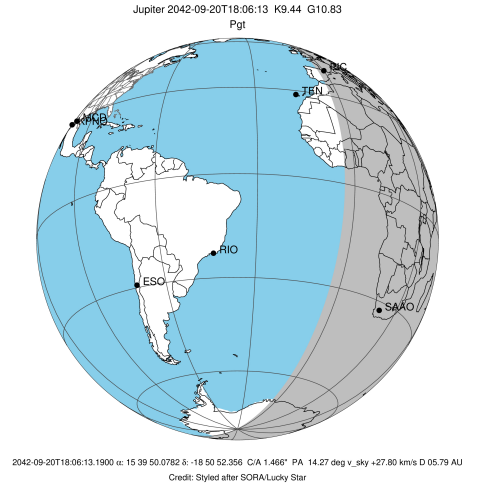 Jupiter 2042-09-20T18:06:13 K9.44 G10.83
Pgt
PIC
TEN
KPNO
RIO
ESO
SAAO
2042-09-20T18:06:13.1900 α: 15 39 50.0782 δ: -18 50 52.356 C/A 1.466" PA 14.27 deg v_sky +27.80 km/s D 05.79 AU
Credit: Styled after SORA/Lucky Star